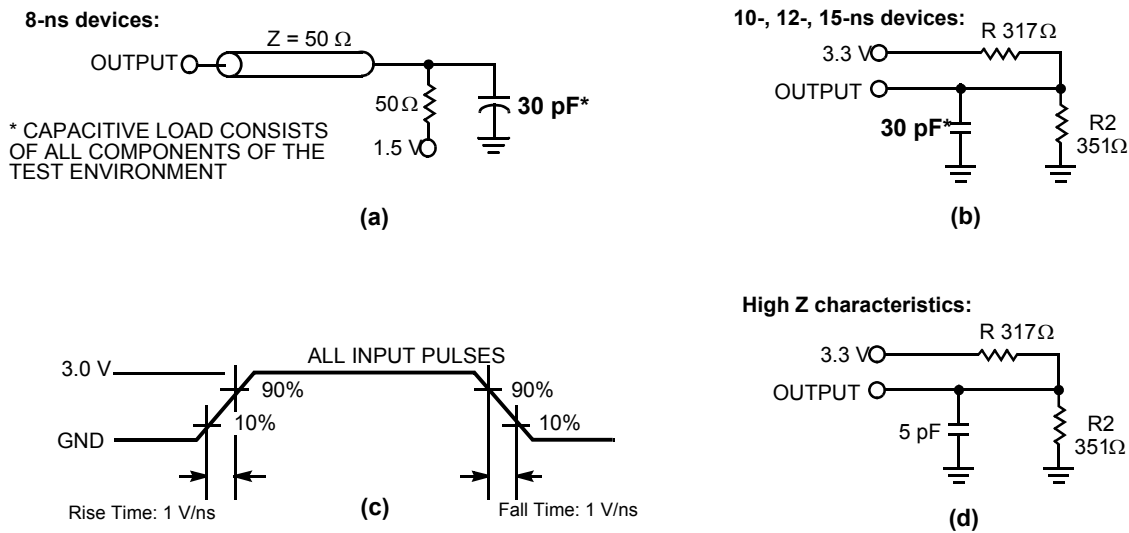 8-ns devices:
Z = 50 Ω
OUTPUT
50Ω
30 pF*
1.5 V
* CAPACITIVE LOAD CONSISTS
OF ALL COMPONENTS OF THE
TEST ENVIRONMENT
(a)
10-, 12-, 15-ns devices:
R 317Ω
3.3 V
OUTPUT
30 pF*
R2
351Ω
(b)
3.0 V
ALL INPUT PULSES
90%
90%
10%
10%
GND
Rise Time: 1 V/ns
(c)
Fall Time: 1 V/ns
High Z characteristics:
R 317Ω
3.3 V
OUTPUT
5 pF
R2
351Ω
(d)